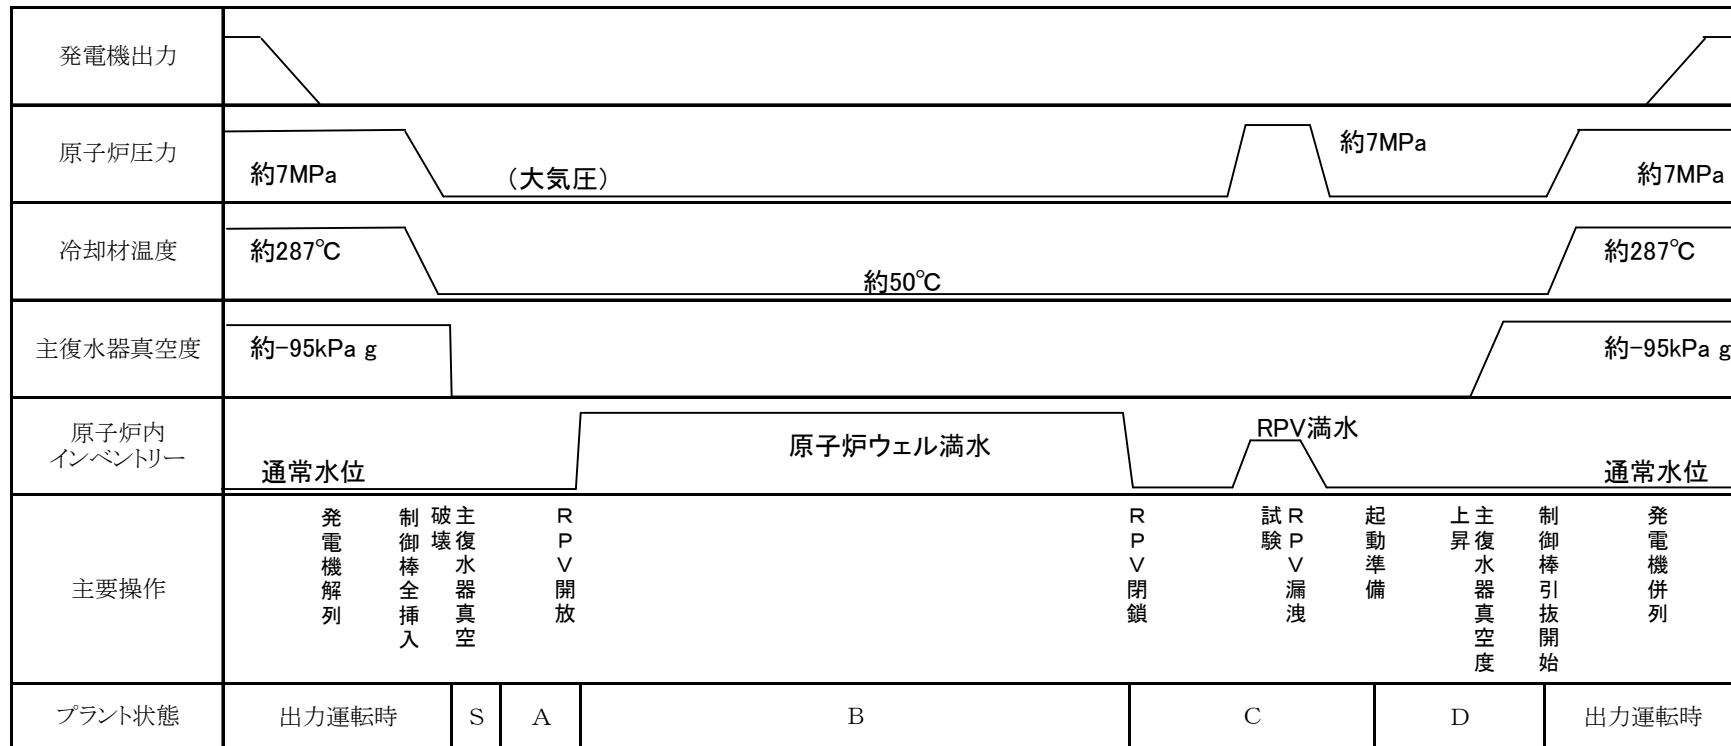 発電機出力
原子炉圧力
約7MPa
（大気圧）
約7MPa
約7MPa
冷却材温度
約287℃
約50℃
約287℃
主復水器真空度
約-95kPa g
約-95kPa g
原子炉内
インベントリー
通常水位
原子炉ウェル満水
RPV満水
通常水位
主要操作
発電機解列
制御棒全挿入
主復水器真空
破壊
RPV開放
RPV閉鎖
RPV漏洩
試験
起動準備
主復水器真空度
上昇
制御棒引抜開始
発電機併列
プラント状態
出力運転時
S
A
B
C
D
出力運転時